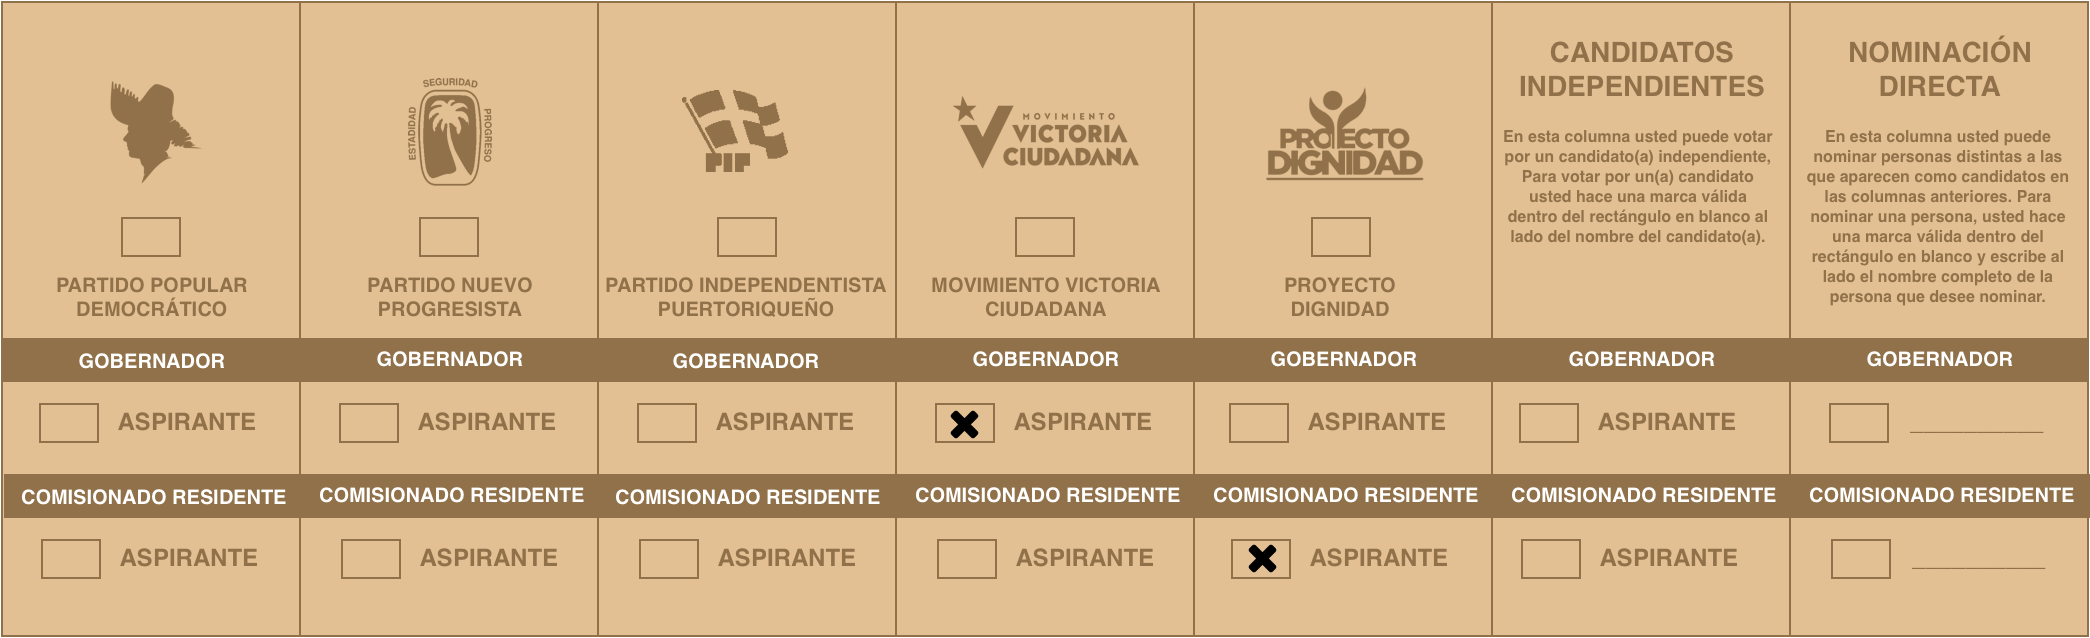 SEGURIDAD
ESTADIDAD
PROGRESO
PIP
MOVIMIENTO
VICTORIA
CIUDADANA
PROYECTO
DIGNIDAD
CANDIDATOS
INDEPENDIENTES
En esta columna usted puede votar
por un candidato(a) independiente,
Para votar por un(a) candidato
usted hace una marca válida
dentro del rectángulo en blanco al
lado del nombre del candidato(a).
NOMINACIÓN
DIRECTA
En esta columna usted puede
nominar personas distintas a las
que aparecen como candidatos en
las columnas anteriores. Para
nominar una persona, usted hace
una marca válida dentro del
rectángulo en blanco y escribe al
lado el nombre completo de la
persona que desee nominar.
PARTIDO POPULAR
DEMOCRÁTICO
PARTIDO NUEVO
PROGRESISTA
PARTIDO INDEPENDENTISTA
PUERTORIQUEÑO
MOVIMIENTO VICTORIA
CIUDADANA
PROYECTO
DIGNIDAD
GOBERNADOR GOBERNADOR GOBERNADOR GOBERNADOR GOBERNADOR GOBERNADOR GOBERNADOR
ASPIRANTE ASPIRANTE ASPIRANTE ASPIRANTE ASPIRANTE ASPIRANTE
COMISIONADO RESIDENTE COMISIONADO RESIDENTE COMISIONADO RESIDENTE COMISIONADO RESIDENTE COMISIONADO RESIDENTE COMISIONADO RESIDENTE COMISIONADO RESIDENTE
ASPIRANTE ASPIRANTE ASPIRANTE ASPIRANTE ASPIRANTE ASPIRANTE